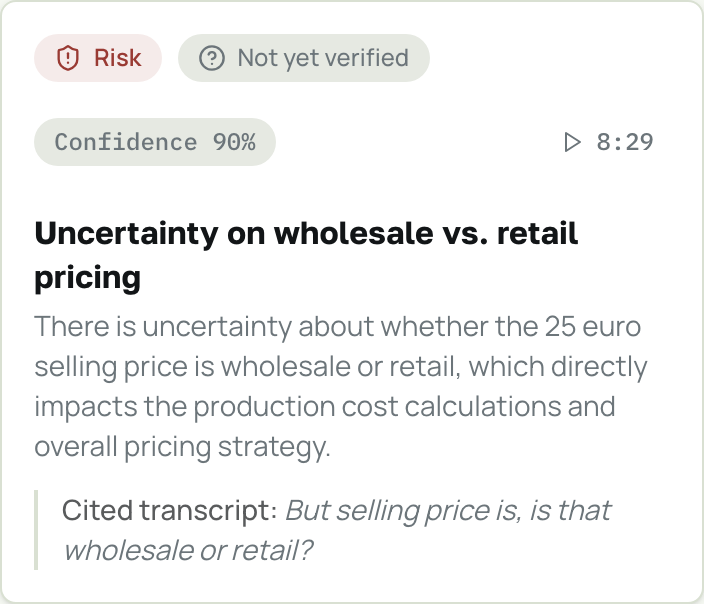 Risk
Not yet verified
Confidence 90%
8:29
Uncertainty on wholesale vs. retail
pricing
There is uncertainty about whether the 25 euro
selling price is wholesale or retail, which directly
impacts the production cost calculations and
overall pricing strategy.
Cited transcript: But selling price is, is that
wholesale or retail?